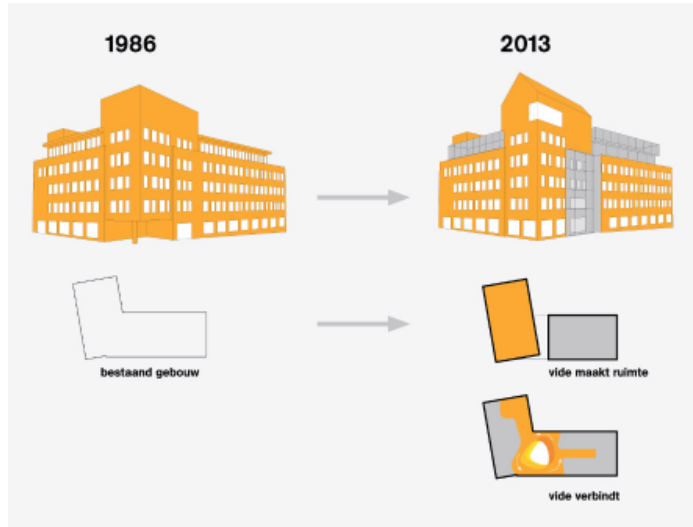 1986
2013
bestaand gebouw
vide maakt ruimte
vide verbindt